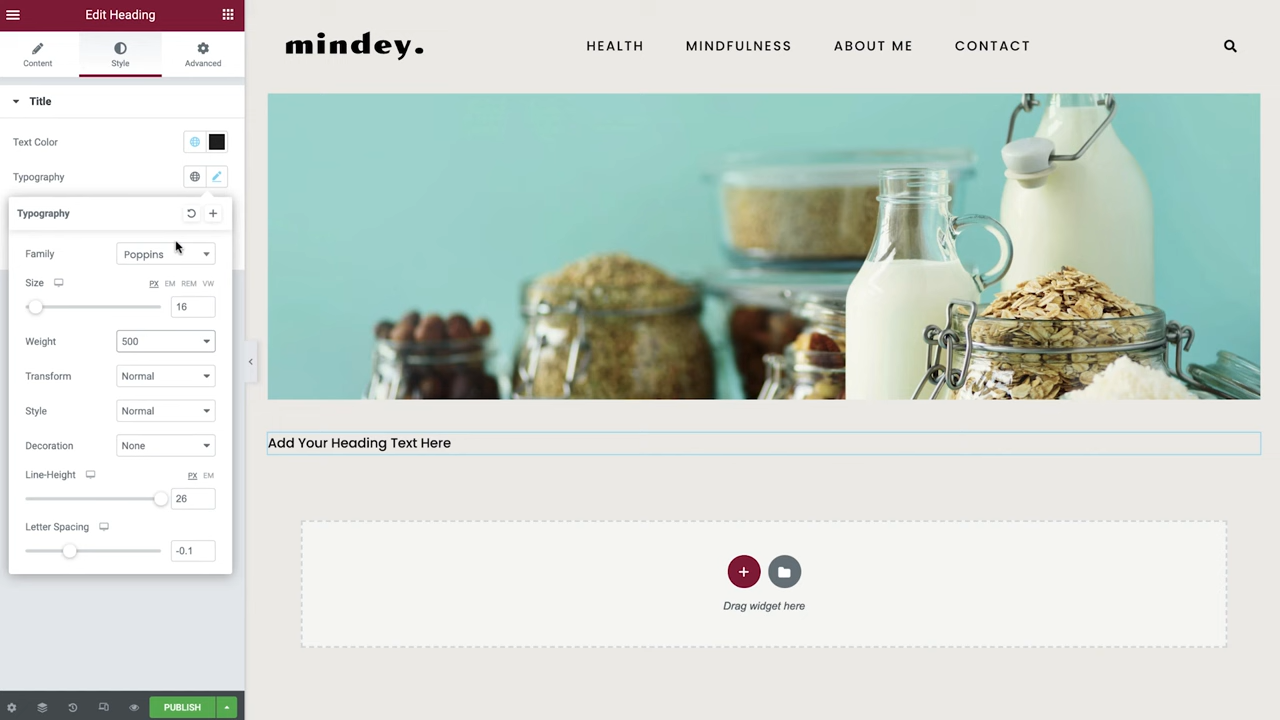 Edit Heading
Content
Style
Advanced
Title
Text Color
Typography
Typography
Family
Poppins
Size
PX EM REM VW
16
Weight
500
Transform
Normal
Style
Normal
Decoration
None
Line-Height
PX EM
26
Letter Spacing
-0.1
PUBLISH
mindey.
HEALTH
MINDFULNESS
ABOUT ME
CONTACT
Add Your Heading Text Here
Drag widget here